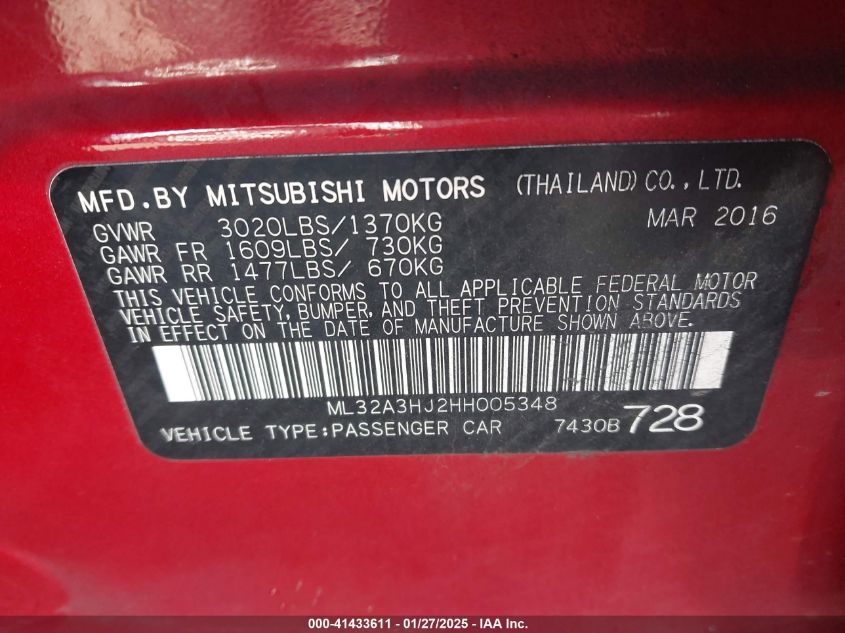 MFD.BY MITSUBISHI MOTORS (THAILAND)CO.,LTD.
GVWR 3020LBS/1370KG MAR 2016
GAWR FR 1609LBS/ 730KG
GAWR RR 1477LBS/ 670KG
THIS VEHICLE CONFORMS TO ALL APPLICABLE FEDERAL MOTOR
VEHICLE SAFETY, BUMPER, AND THEFT PREVENTION STANDARDS
IN EFFECT ON THE DATE OF MANUFACTURE SHOWN ABOVE.
ML32A3HJ2HH005348
VEHICLE TYPE:PASSENGER CAR 7430B 728
000-41433611 - 01/27/2025 - IAA Inc.